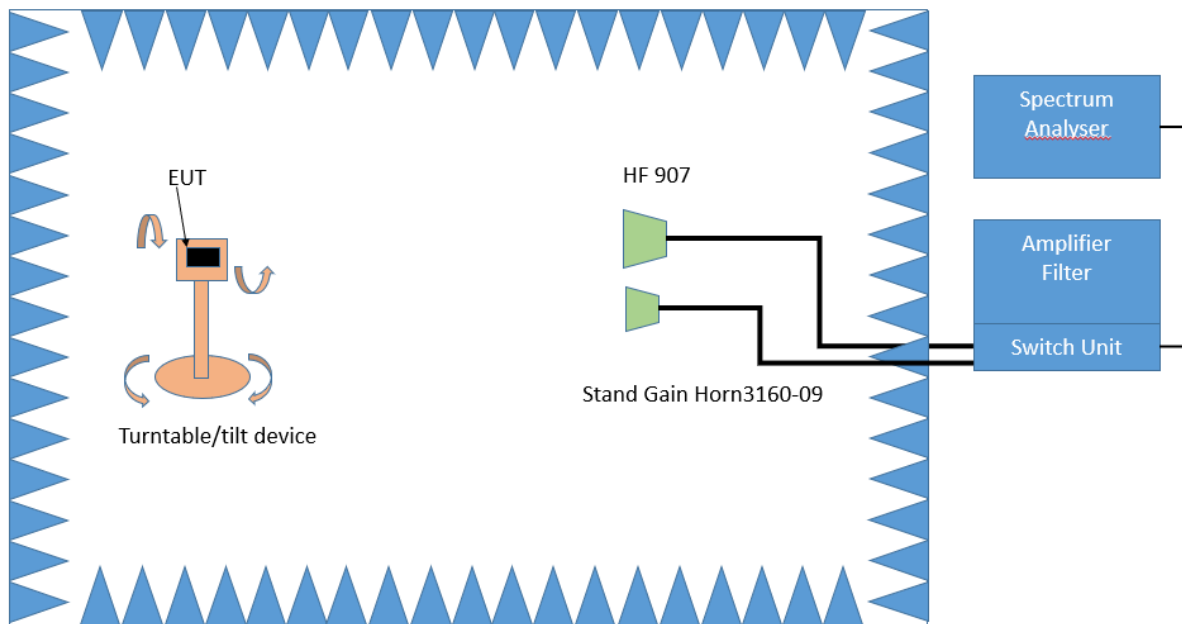 Spectrum
Analyser
EUT
HF 907
Amplifier
Filter
Switch Unit
Stand Gain Horn3160-09
Turntable/tilt device